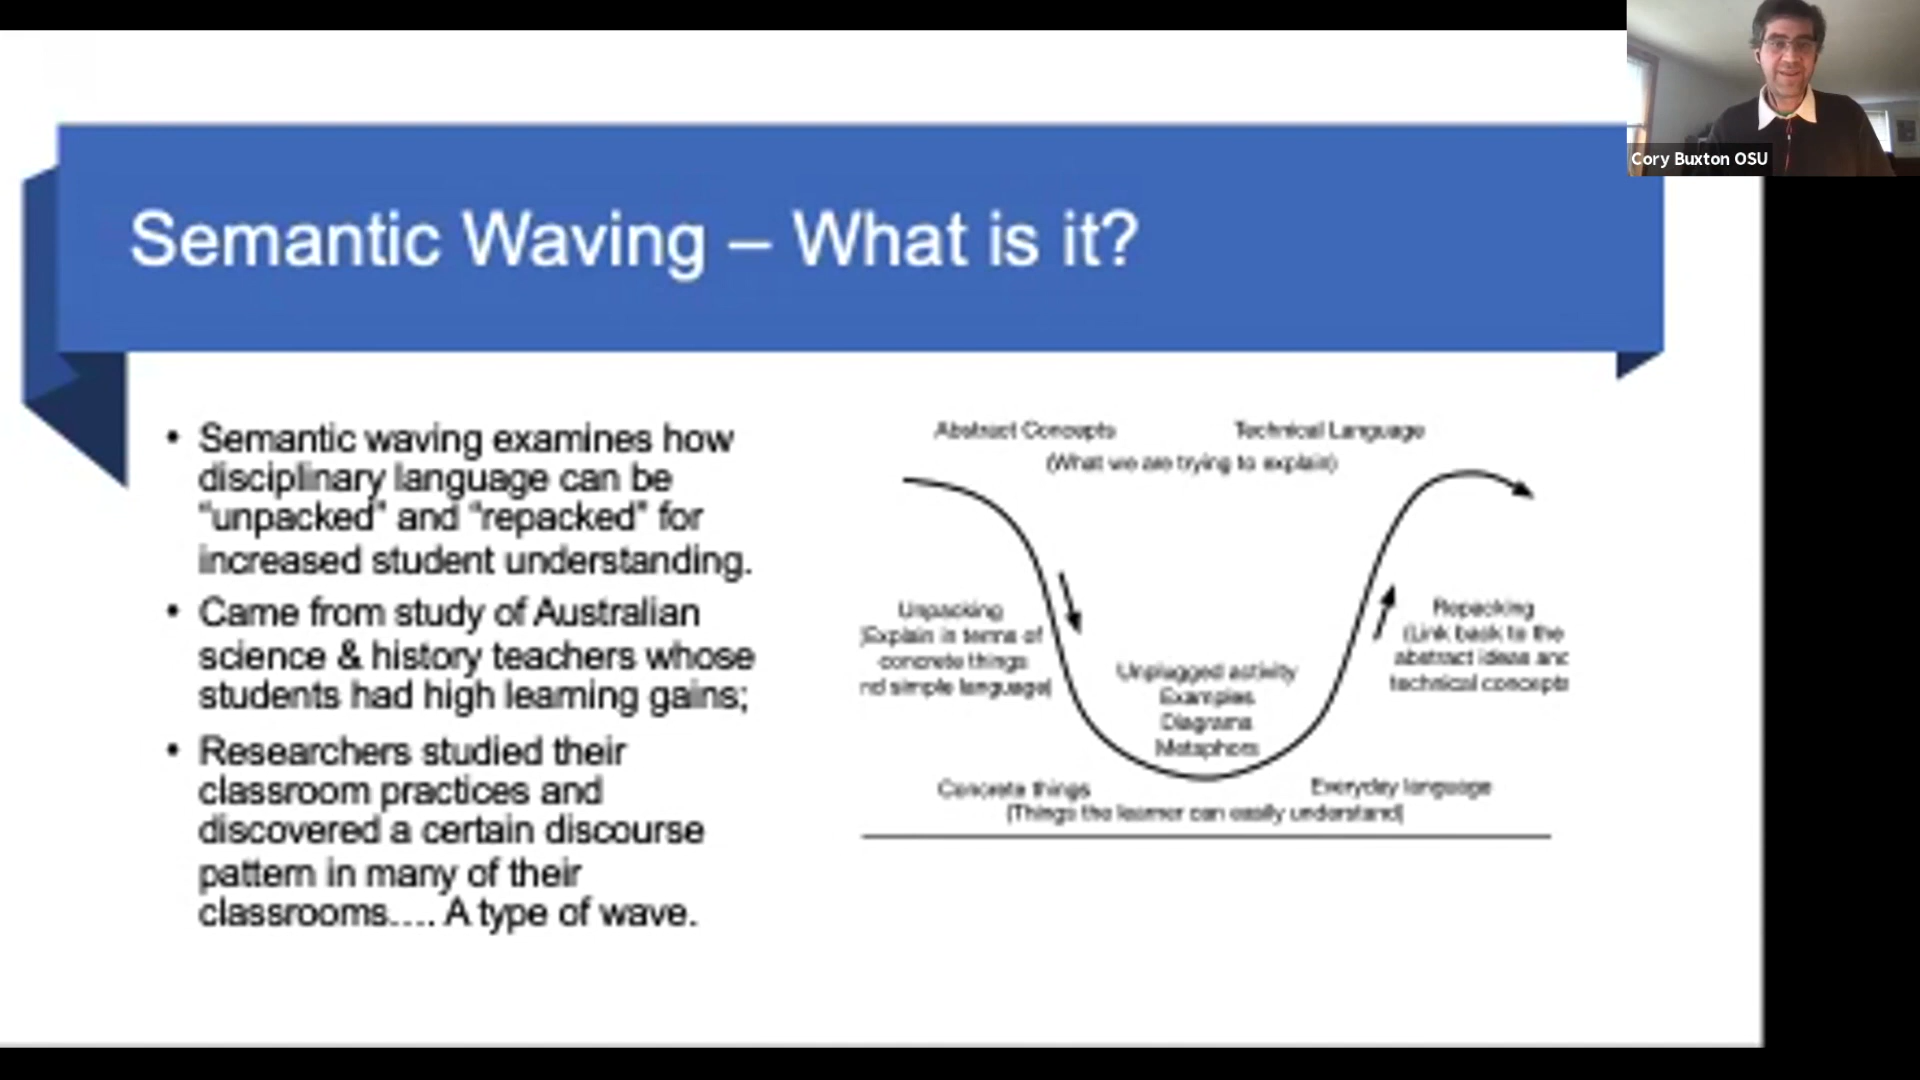 Cory Buxton OSU
Semantic Waving – What is it?
• Semantic waving examines how
disciplinary language can be
“unpacked” and “repacked” for
increased student understanding.
• Came from study of Australian
science & history teachers whose
students had high learning gains;
• Researchers studied their
classroom practices and
discovered a certain discourse
pattern in many of their
classrooms…. A type of wave.
Abstract Concepts
Technical Language
(What we are trying to explain)
Unpacking
(Explain in terms of
concrete things
nd simple language)
Unplugged activity
Examples
Diagrams
Metaphors
Repacking
(Link back to the
abstract ideas and
technical concepts
Concrete things
Everyday language
(Things the learner can easily understand)